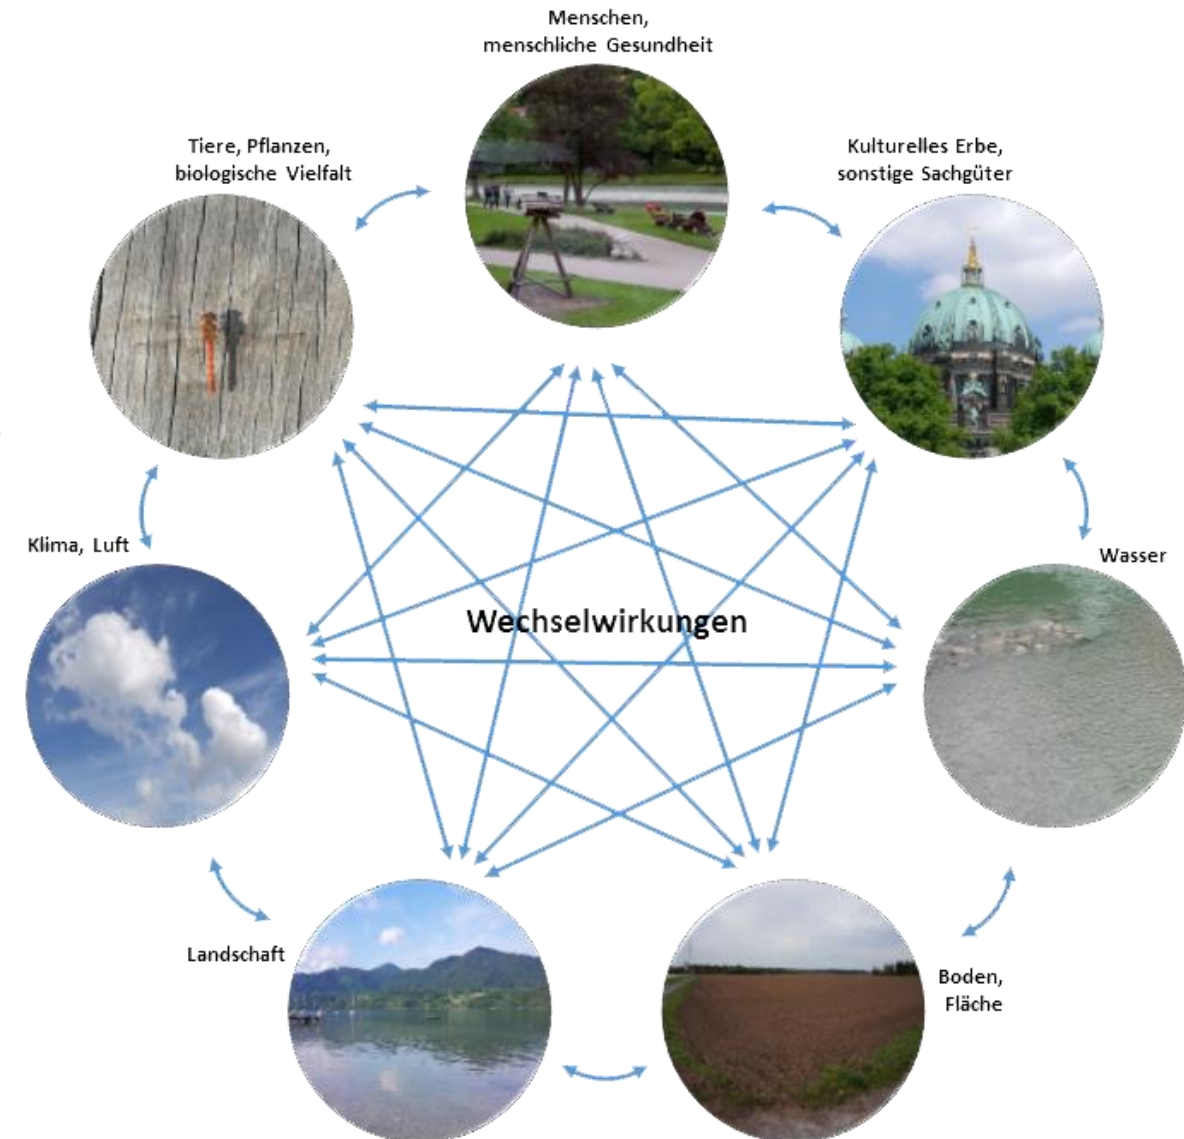 Menschen,
menschliche Gesundheit
Tiere, Pflanzen,
biologische Vielfalt
Kulturelles Erbe,
sonstige Sachgüter
Klima, Luft
Wasser
Wechselwirkungen
Landschaft
Boden,
Fläche